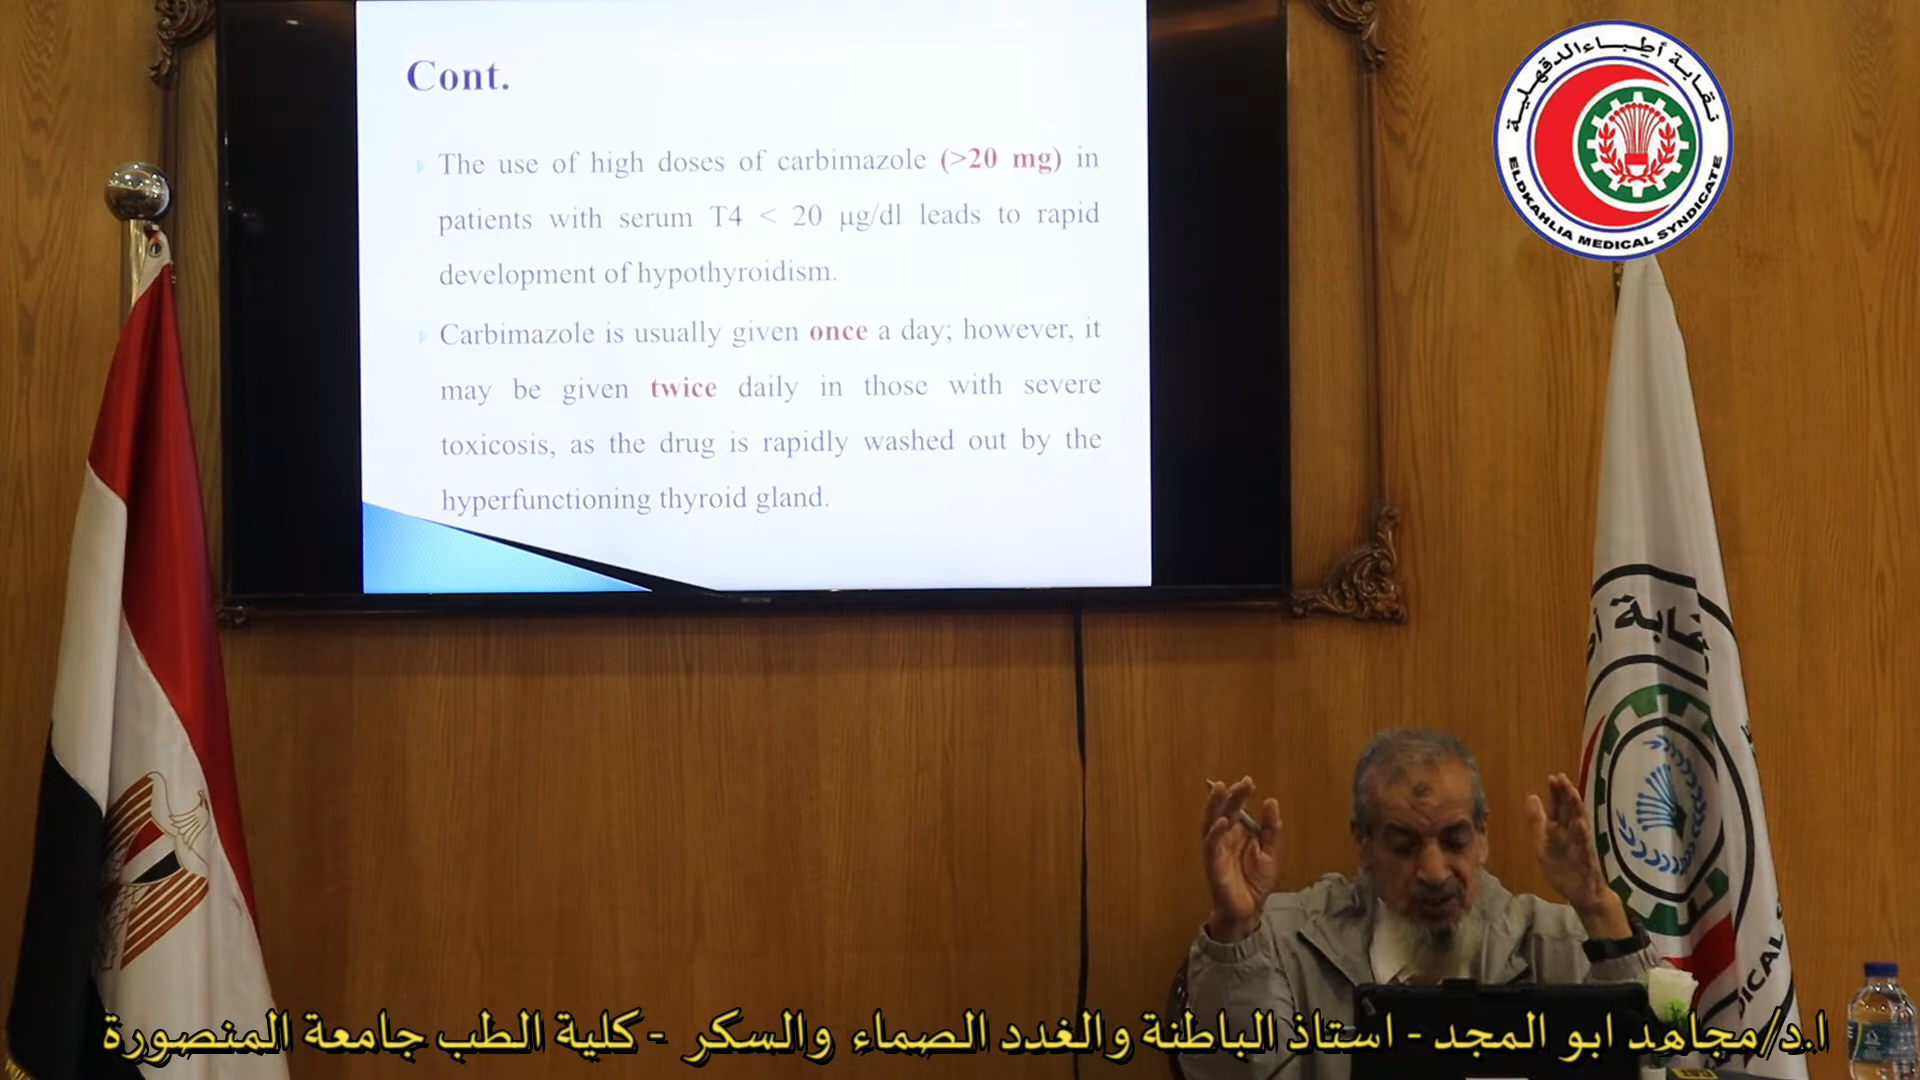 Cont.
The use of high doses of carbimazole (>20 mg) in
patients with serum T4 < 20 µg/dl leads to rapid
development of hypothyroidism.
Carbimazole is usually given once a day; however, it
may be given twice daily in those with severe
toxicosis, as the drug is rapidly washed out by the
hyperfunctioning thyroid gland.
نقابة أطباء الدقهلية
ELDKAHLIA MEDICAL SYNDICATE
ا.د/مجاهد ابو المجد - استاذ الباطنة والغدد الصماء والسكر - كلية الطب جامعة المنصورة